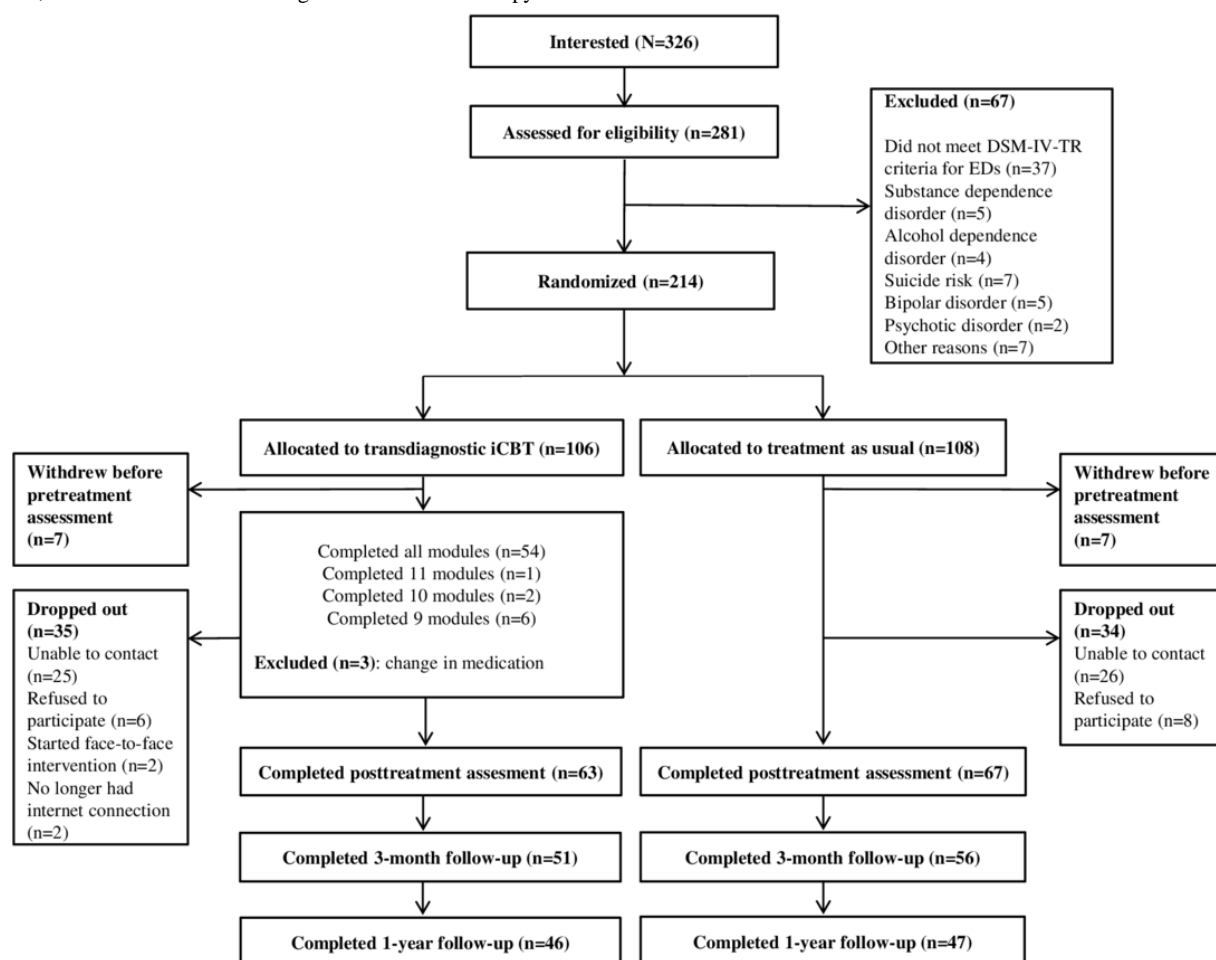 Interested (N=326)
Assessed for eligibility (n=281)
Excluded (n=67)
Did not meet DSM-IV-TR
criteria for EDs (n=37)
Substance dependence
disorder (n=5)
Alcohol dependence
disorder (n=4)
Suicide risk (n=7)
Bipolar disorder (n=5)
Psychotic disorder (n=2)
Other reasons (n=7)
Randomized (n=214)
Allocated to transdiagnostic iCBT (n=106)
Allocated to treatment as usual (n=108)
Withdrew before
pretreatment
assessment
(n=7)
Withdrew before
pretreatment
assessment
(n=7)
Completed all modules (n=54)
Completed 11 modules (n=1)
Completed 10 modules (n=2)
Completed 9 modules (n=6)
Excluded (n=3): change in medication
Dropped out
(n=35)
Unable to contact
(n=25)
Refused to
participate (n=6)
Started face-to-face
intervention (n=2)
No longer had
internet connection
(n=2)
Dropped out
(n=34)
Unable to contact
(n=26)
Refused to
participate (n=8)
Completed posttreatment assesment (n=63)
Completed posttreatment assessment (n=67)
Completed 3-month follow-up (n=51)
Completed 3-month follow-up (n=56)
Completed 1-year follow-up (n=46)
Completed 1-year follow-up (n=47)